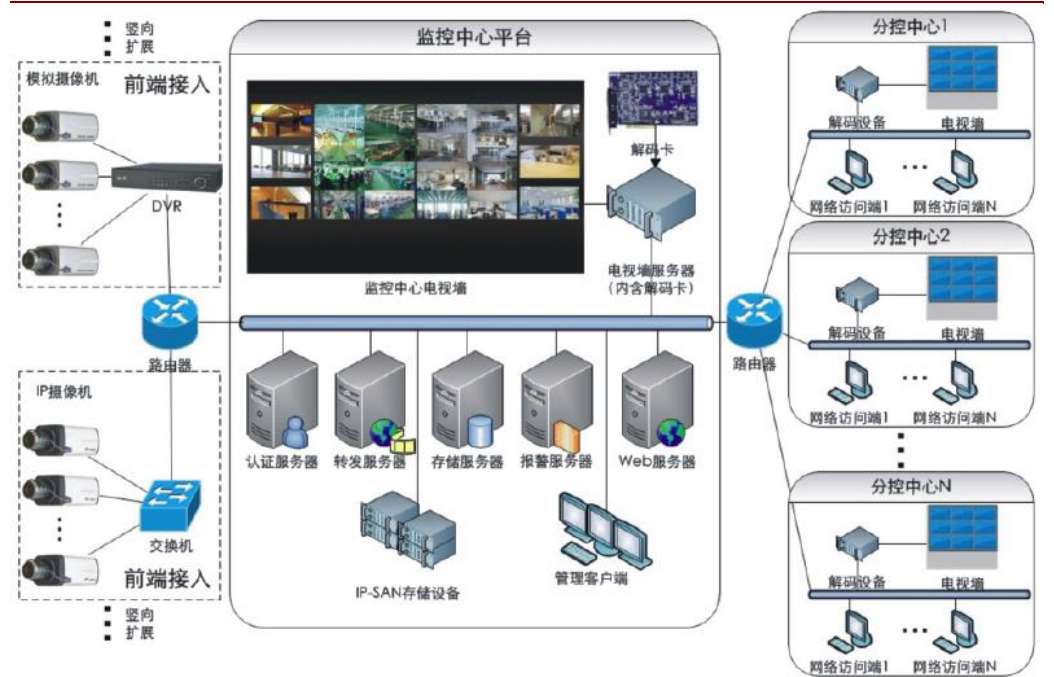 竖向
扩展
模拟摄像机
前端接入
DVR
路由器
IP摄像机
交换机
前端接入
竖向
扩展
监控中心平台
解码卡
监控中心电视墙
电视墙服务器
（内含解码卡）
认证服务器
转发服务器
存储服务器
报警服务器
Web服务器
IP-SAN存储设备
管理客户端
路由器
分控中心1
解码设备
电视墙
网络访问端1
网络访问端N
分控中心2
解码设备
电视墙
网络访问端1
网络访问端N
分控中心N
解码设备
电视墙
网络访问端1
网络访问端N